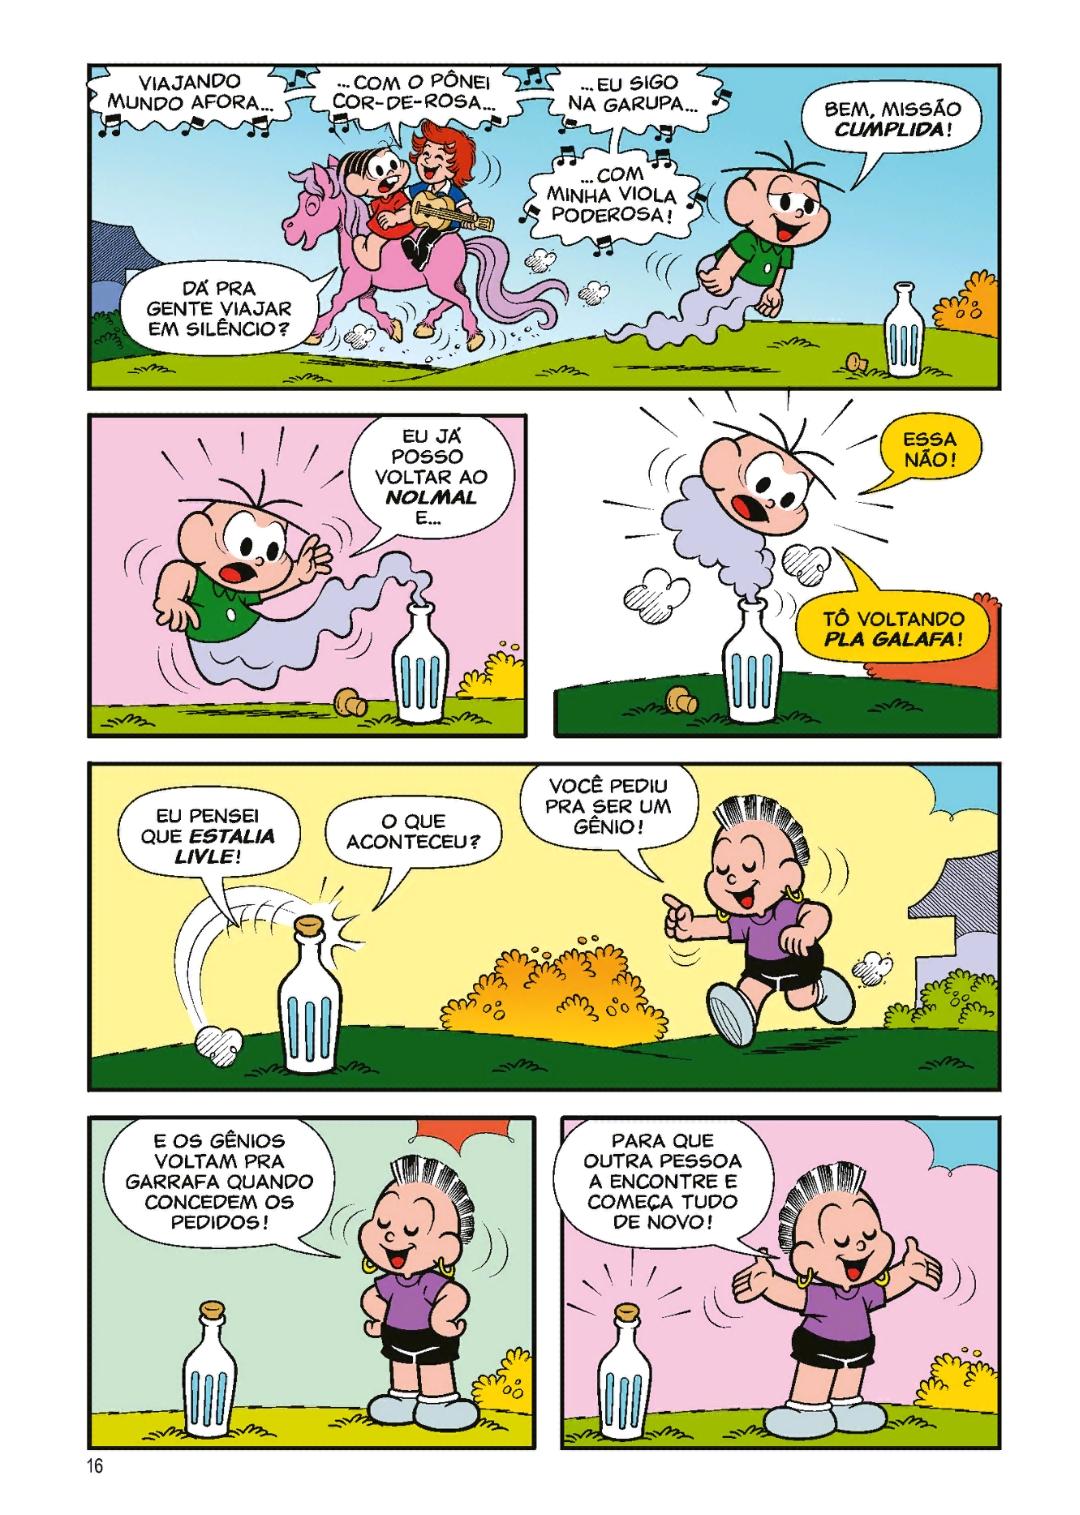 VIAJANDO
MUNDO AFORA...
...COM O PÔNEI
COR-DE-ROSA...
...EU SIGO
NA GARUPA...
...COM
MINHA VIOLA
PODEROSA!
BEM, MISSÃO
CUMPLIDA!
DÁ PRA
GENTE VIAJAR
EM SILÊNCIO?
EU JÁ
POSSO
VOLTAR AO
NOLMAL
E...
ESSA
NÃO!
TÔ VOLTANDO
PLA GALAFA!
EU PENSEI
QUE ESTALIA
LIVLE!
O QUE
ACONTECEU?
VOCÊ PEDIU
PRA SER UM
GÊNIO!
E OS GÊNIOS
VOLTAM PRA
GARRAFA QUANDO
CONCEDEM OS
PEDIDOS!
PARA QUE
OUTRA PESSOA
A ENCONTRE E
COMEÇA TUDO
DE NOVO!
16